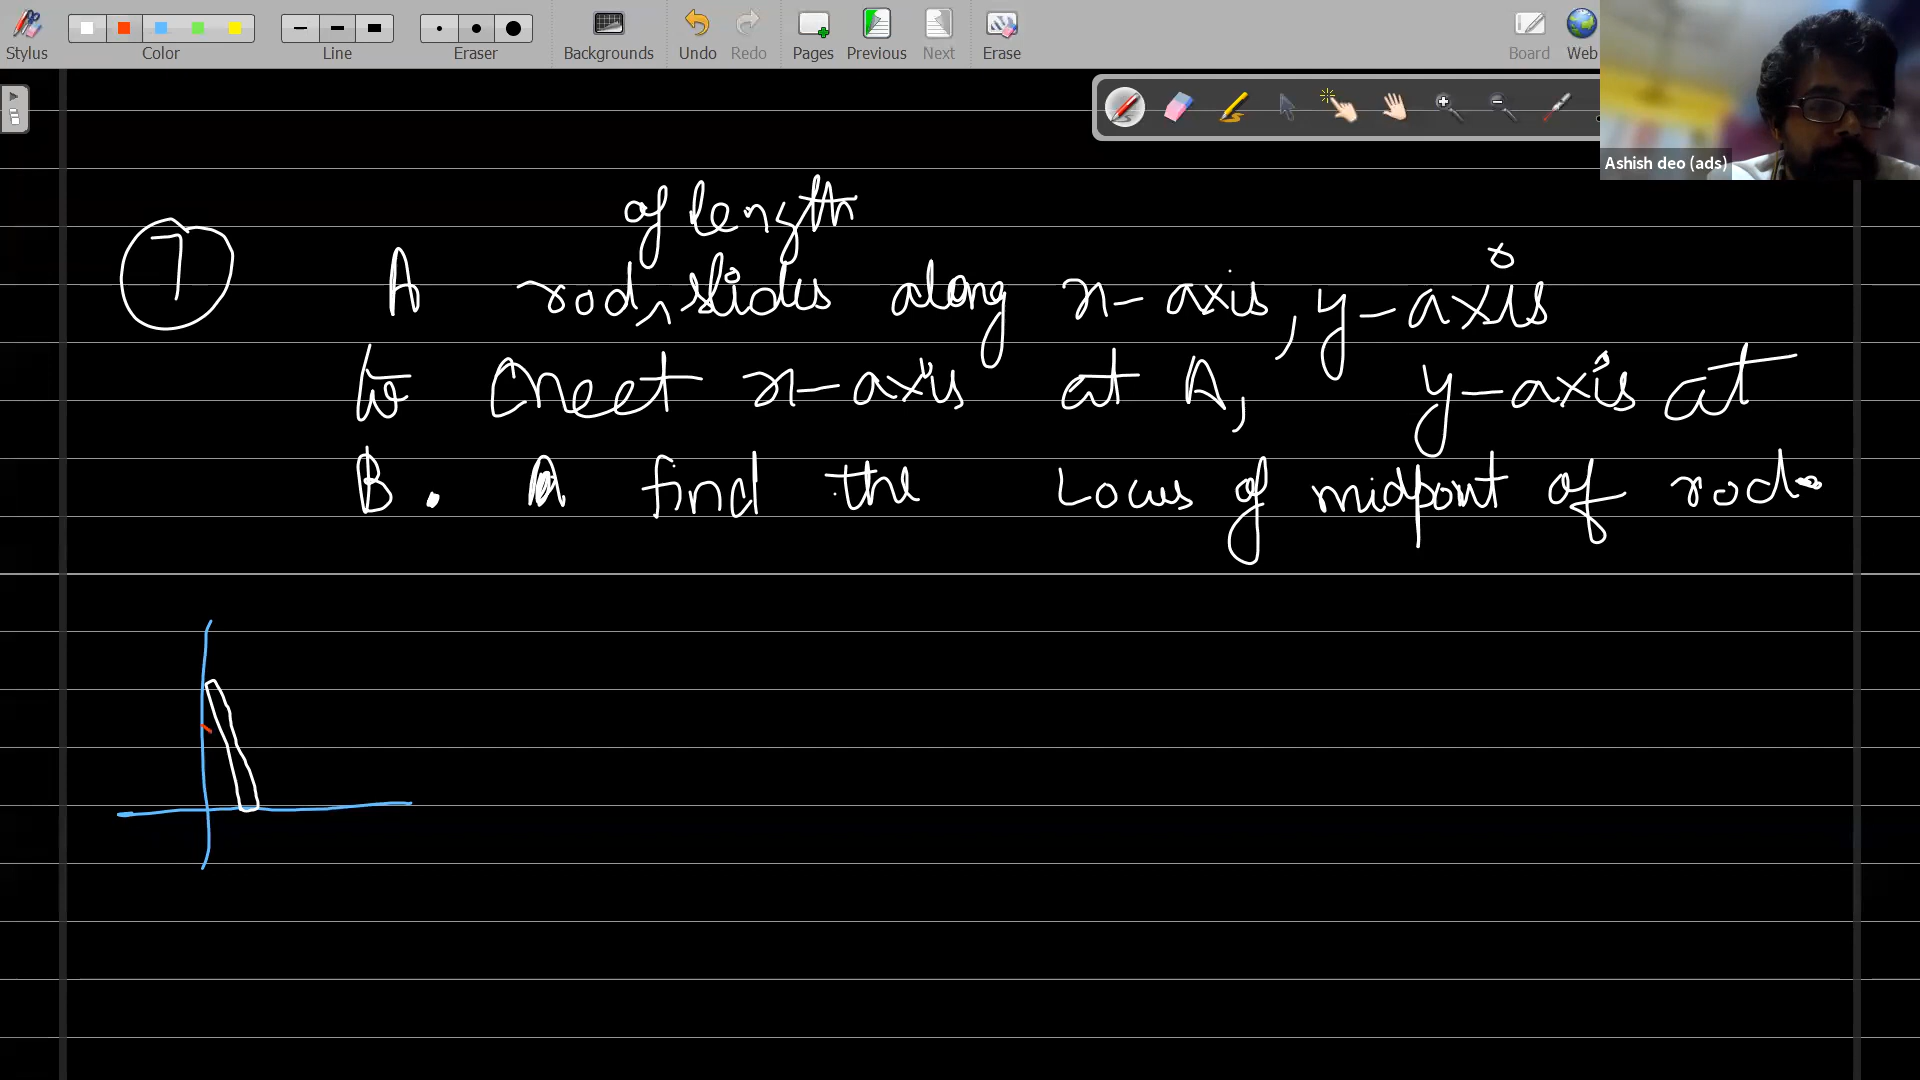 Stylus Color Line Eraser Backgrounds Undo Redo Pages Previous Next Erase Board Web
Ashish deo (ads)
of length
7 A rod, slides along x-axis, y-axis
to meet x-axis at A, y-axis at
B. find the Locus of midpoint of rod.